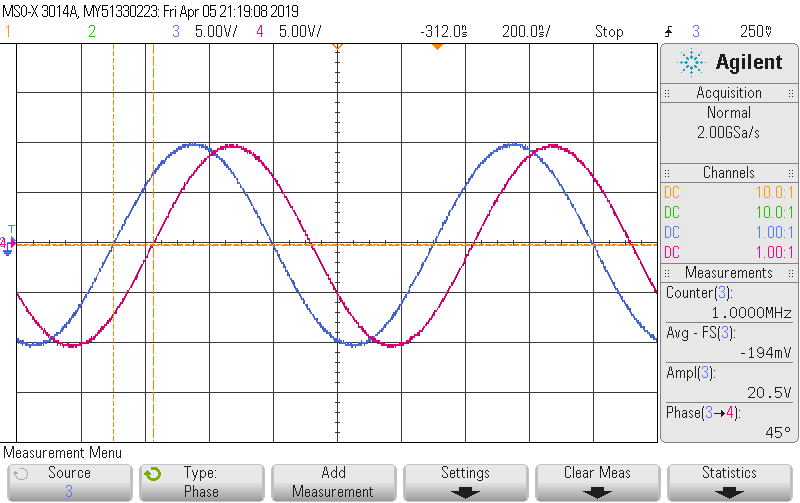 MSO-X 3014A, MY51330223: Fri Apr 05 21:19:08 2019
1 2 3 5.00V/ 4 5.00V/ -312.0ns 200.0ns/ Stop 3 250mV
Agilent
Acquisition
Normal
2.00GSa/s
Channels
DC 10.0:1
DC 10.0:1
DC 1.00:1
DC 1.00:1
Measurements
Counter(3):
1.0000MHz
Avg - FS(3):
-194mV
Ampl(3):
20.5V
Phase(3→4):
45°
T
4
Measurement Menu
Source
3
Type:
Phase
Add
Measurement
Settings
Clear Meas
Statistics